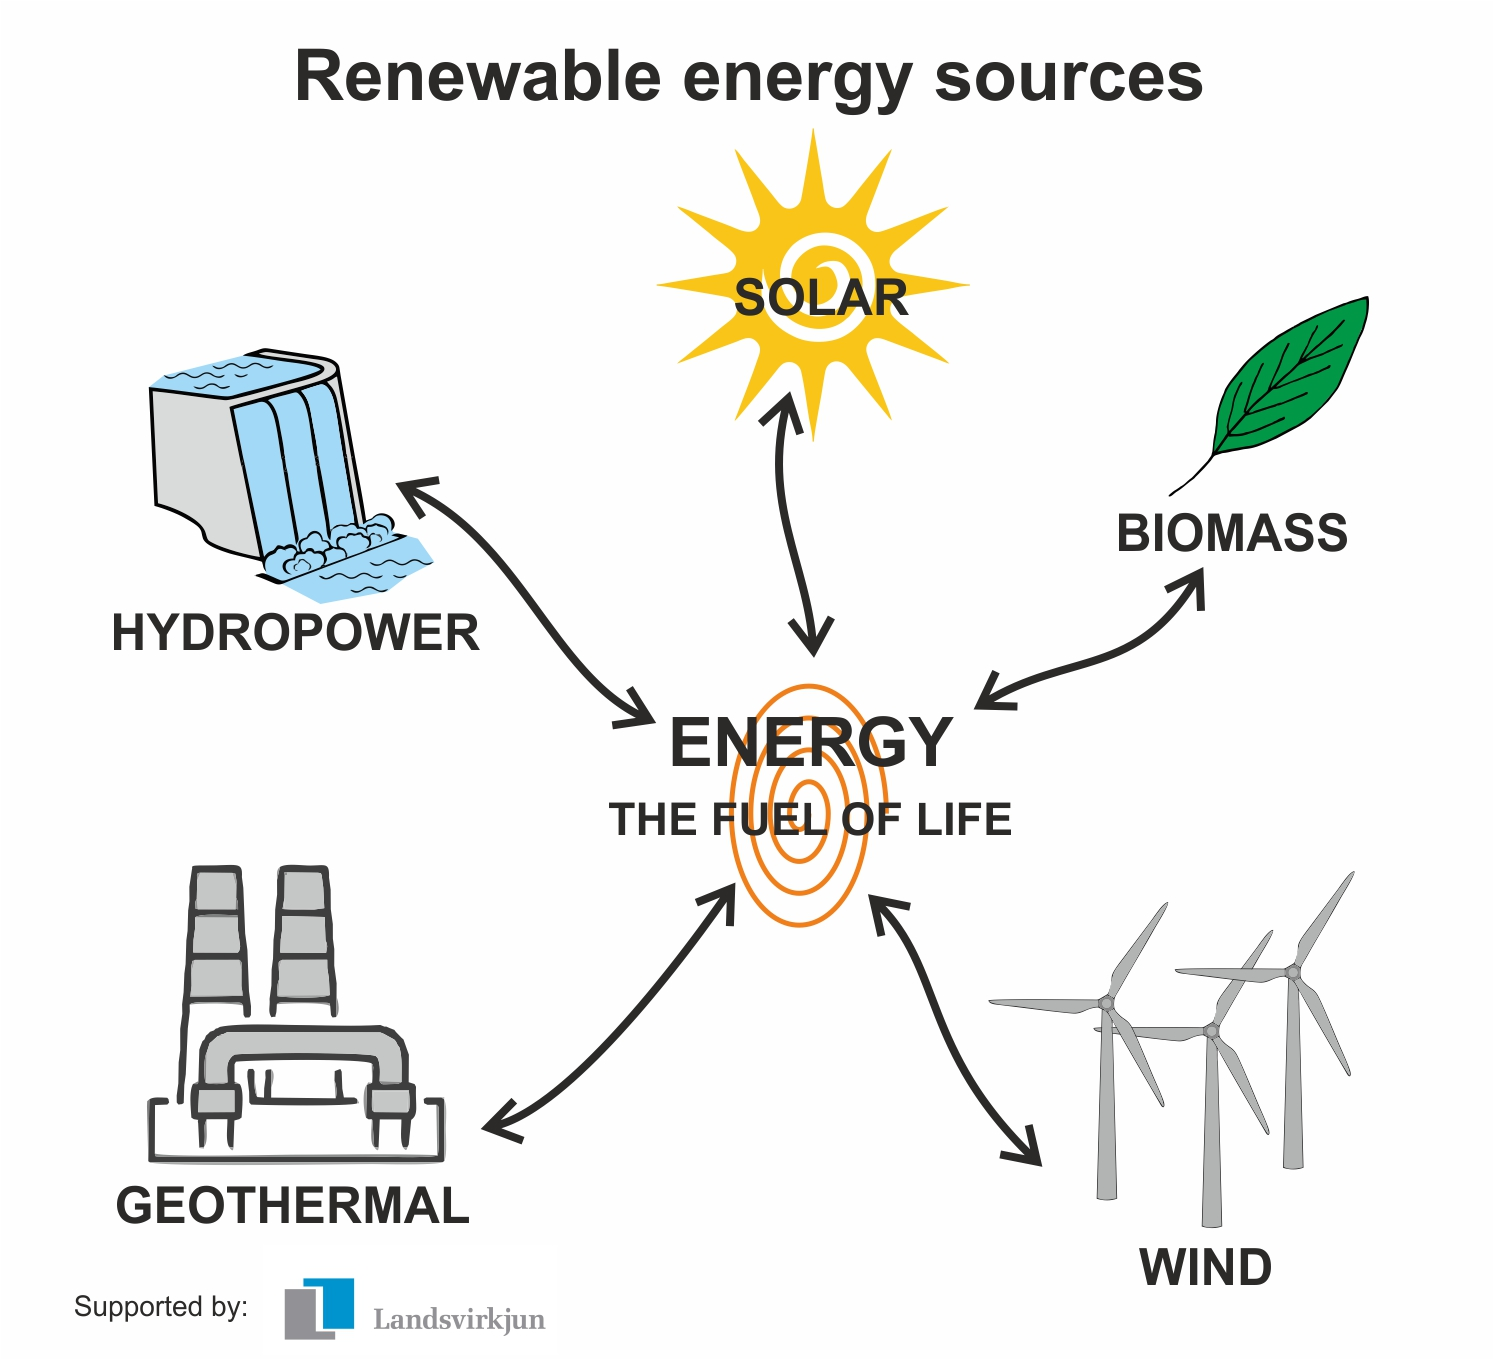 Renewable energy sources
SOLAR
BIOMASS
HYDROPOWER
ENERGY
THE FUEL OF LIFE
GEOTHERMAL
WIND
Supported by:
Landsvirkjun